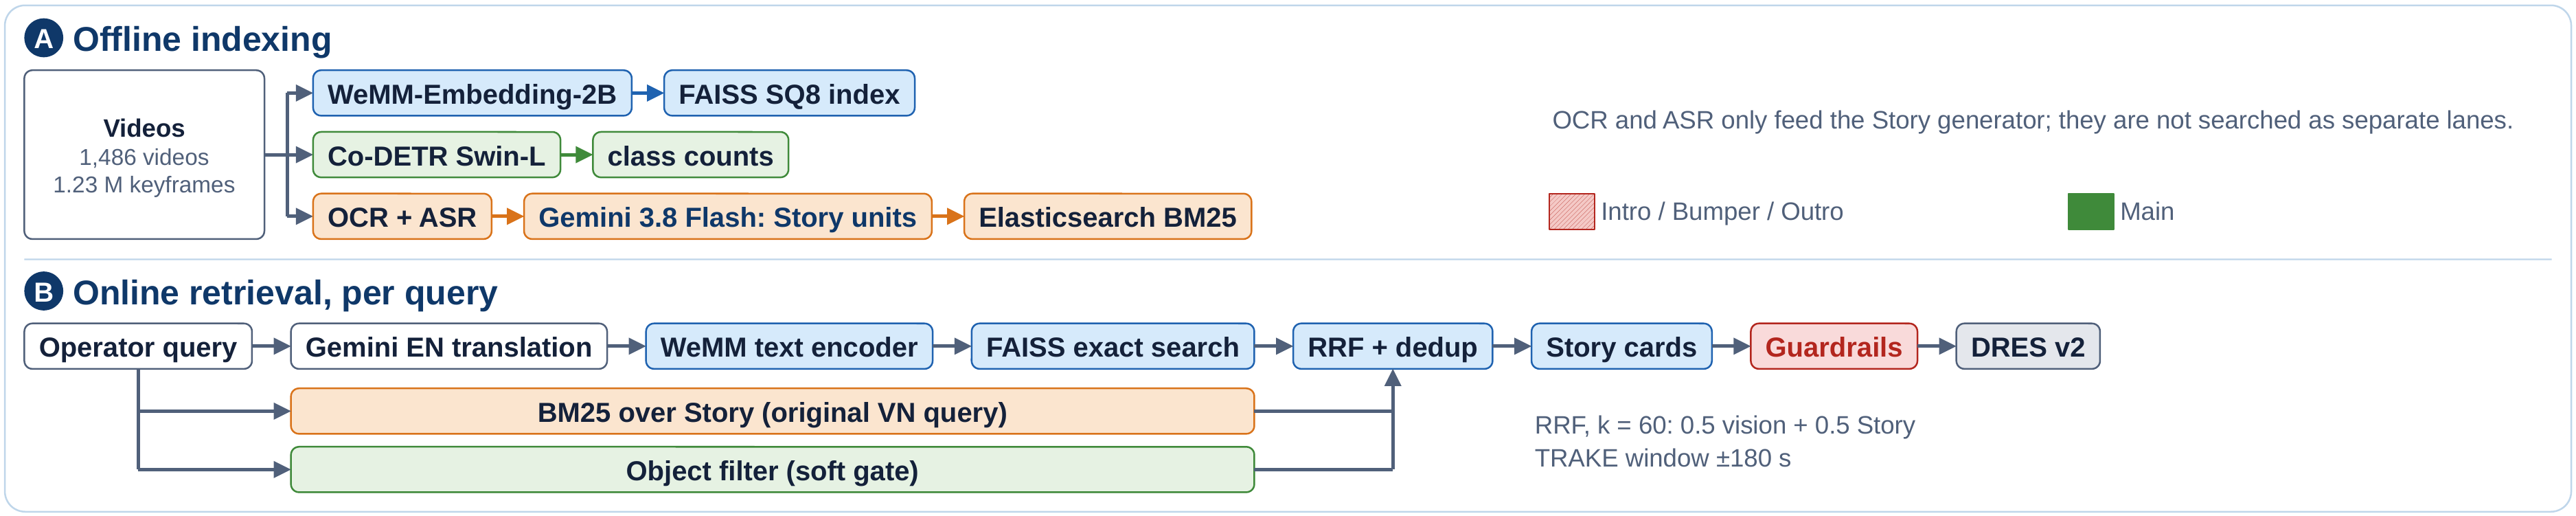 A Offline indexing
Videos
1,486 videos
1.23 M keyframes
WeMM-Embedding-2B
FAISS SQ8 index
Co-DETR Swin-L
class counts
OCR + ASR
Gemini 3.8 Flash: Story units
Elasticsearch BM25
OCR and ASR only feed the Story generator; they are not searched as separate lanes.
Intro / Bumper / Outro
Main
B Online retrieval, per query
Operator query
Gemini EN translation
WeMM text encoder
FAISS exact search
RRF + dedup
Story cards
Guardrails
DRES v2
BM25 over Story (original VN query)
Object filter (soft gate)
RRF, k = 60: 0.5 vision + 0.5 Story
TRAKE window ±180 s